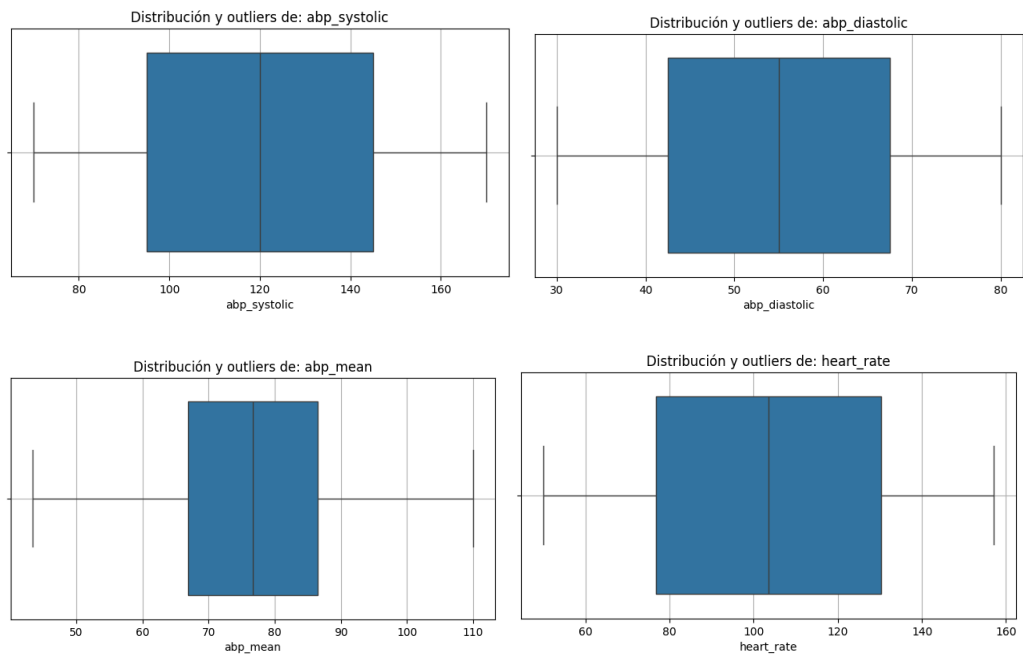 Distribución y outliers de: abp_systolic
80 100 120 140 160
abp_systolic
Distribución y outliers de: abp_diastolic
30 40 50 60 70 80
abp_diastolic
Distribución y outliers de: abp_mean
50 60 70 80 90 100 110
abp_mean
Distribución y outliers de: heart_rate
60 80 100 120 140 160
heart_rate